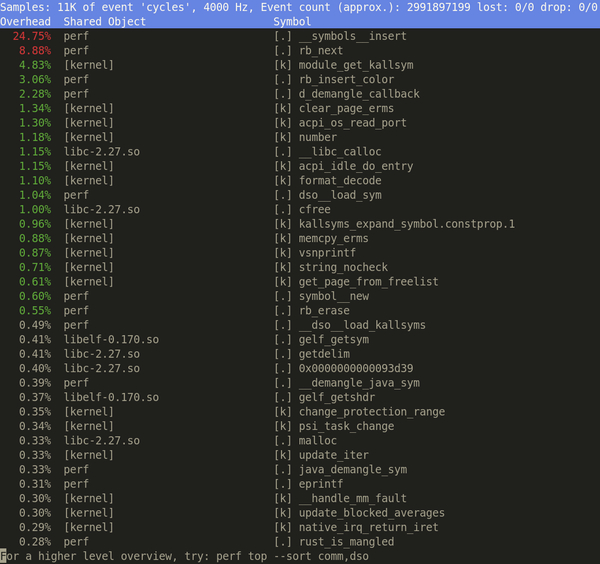 Samples: 11K of event 'cycles', 4000 Hz, Event count (approx.): 2991897199 lost: 0/0 drop: 0/0
Overhead  Shared Object  Symbol
24.75%  perf  [.] __symbols__insert
8.88%  perf  [.] rb_next
4.83%  [kernel]  [k] module_get_kallsym
3.06%  perf  [.] rb_insert_color
2.28%  perf  [.] d_demangle_callback
1.34%  [kernel]  [k] clear_page_erms
1.30%  [kernel]  [k] acpi_os_read_port
1.18%  [kernel]  [k] number
1.15%  libc-2.27.so  [.] __libc_calloc
1.15%  [kernel]  [k] acpi_idle_do_entry
1.10%  [kernel]  [k] format_decode
1.04%  perf  [.] dso__load_sym
1.00%  libc-2.27.so  [.] cfree
0.96%  [kernel]  [k] kallsyms_expand_symbol.constprop.1
0.88%  [kernel]  [k] memcpy_erms
0.87%  [kernel]  [k] vsnprintf
0.71%  [kernel]  [k] string_nocheck
0.61%  [kernel]  [k] get_page_from_freelist
0.60%  perf  [.] symbol__new
0.55%  perf  [.] rb_erase
0.49%  perf  [.] __dso__load_kallsyms
0.41%  libelf-0.170.so  [.] gelf_getsym
0.41%  libc-2.27.so  [.] getdelim
0.40%  libc-2.27.so  [.] 0x0000000000093d39
0.39%  perf  [.] __demangle_java_sym
0.37%  libelf-0.170.so  [.] gelf_getshdr
0.35%  [kernel]  [k] change_protection_range
0.34%  [kernel]  [k] psi_task_change
0.33%  libc-2.27.so  [.] malloc
0.33%  [kernel]  [k] update_iter
0.33%  perf  [.] java_demangle_sym
0.31%  perf  [.] eprintf
0.30%  [kernel]  [k] __handle_mm_fault
0.30%  [kernel]  [k] update_blocked_averages
0.29%  [kernel]  [k] native_irq_return_iret
0.28%  perf  [.] rust_is_mangled
For a higher level overview, try: perf top --sort comm,dso